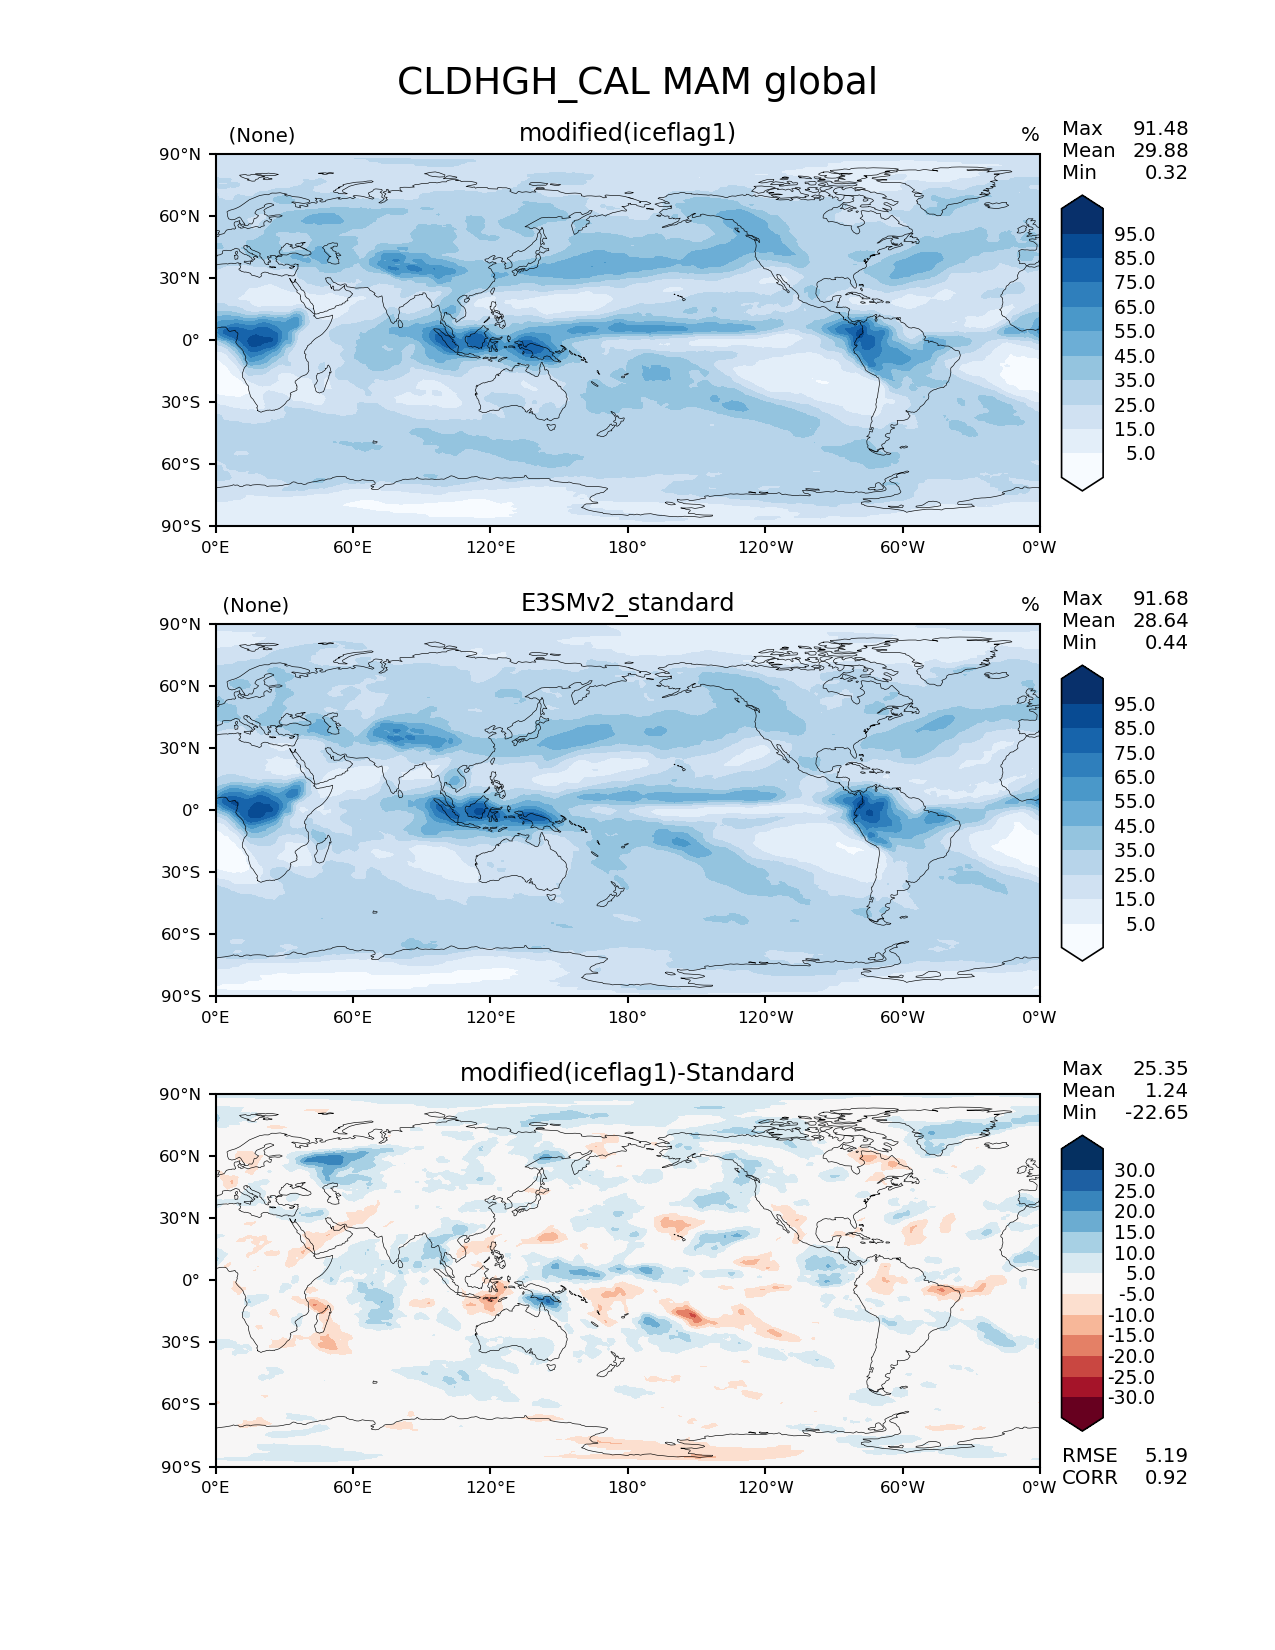 CLDHGH_CAL MAM global
(None) modified(iceflag1) %
Max 91.48
Mean 29.88
Min 0.32
90°N
60°N
30°N
0°
30°S
60°S
90°S
0°E 60°E 120°E 180° 120°W 60°W 0°W
95.0
85.0
75.0
65.0
55.0
45.0
35.0
25.0
15.0
5.0
(None) E3SMv2_standard %
Max 91.68
Mean 28.64
Min 0.44
90°N
60°N
30°N
0°
30°S
60°S
90°S
0°E 60°E 120°E 180° 120°W 60°W 0°W
95.0
85.0
75.0
65.0
55.0
45.0
35.0
25.0
15.0
5.0
modified(iceflag1)-Standard
Max 25.35
Mean 1.24
Min -22.65
90°N
60°N
30°N
0°
30°S
60°S
90°S
0°E 60°E 120°E 180° 120°W 60°W 0°W
30.0
25.0
20.0
15.0
10.0
5.0
-5.0
-10.0
-15.0
-20.0
-25.0
-30.0
RMSE 5.19
CORR 0.92